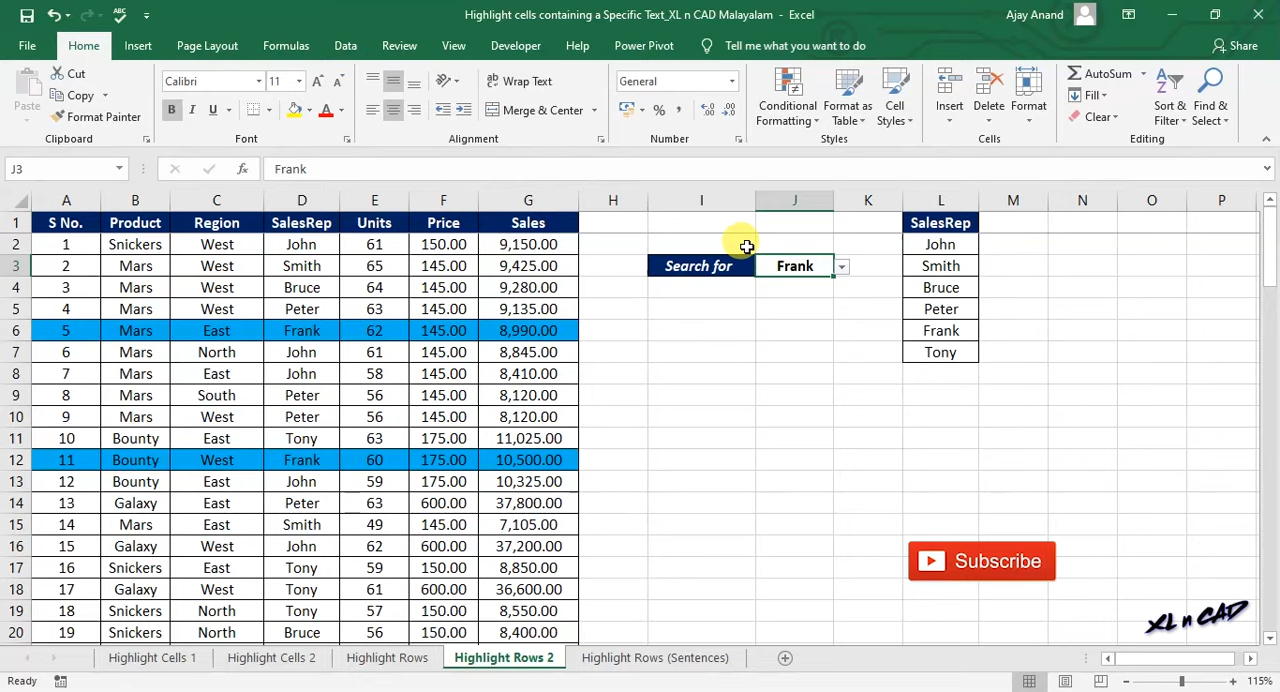 Highlight cells containing a Specific Text_XL n CAD Malayalam - Excel
Ajay Anand
File Home Insert Page Layout Formulas Data Review View Developer Help Power Pivot Tell me what you want to do Share
Paste
Cut
Copy
Format Painter
Clipboard
Calibri 11
B I U
Font
Wrap Text
Merge & Center
Alignment
General
%
Number
Conditional Formatting
Format as Table
Cell Styles
Styles
Insert Delete Format
Cells
AutoSum
Fill
Clear
Sort & Filter
Find & Select
Editing
J3 fx Frank
A B C D E F G H I J K L M N O P
1 S No. Product Region SalesRep Units Price Sales SalesRep
2 1 Snickers West John 61 150.00 9,150.00 John
3 2 Mars West Smith 65 145.00 9,425.00 Search for Frank Smith
4 3 Mars West Bruce 64 145.00 9,280.00 Bruce
5 4 Mars West Peter 63 145.00 9,135.00 Peter
6 5 Mars East Frank 62 145.00 8,990.00 Frank
7 6 Mars North John 61 145.00 8,845.00 Tony
8 7 Mars East John 58 145.00 8,410.00
9 8 Mars South Peter 56 145.00 8,120.00
10 9 Mars West Peter 56 145.00 8,120.00
11 10 Bounty East Tony 63 175.00 11,025.00
12 11 Bounty West Frank 60 175.00 10,500.00
13 12 Bounty East John 59 175.00 10,325.00
14 13 Galaxy East Peter 63 600.00 37,800.00
15 14 Mars East Smith 49 145.00 7,105.00
16 15 Galaxy West John 62 600.00 37,200.00
17 16 Snickers East Tony 59 150.00 8,850.00
18 17 Galaxy West Tony 61 600.00 36,600.00
19 18 Snickers North Tony 57 150.00 8,550.00
20 19 Snickers North Bruce 56 150.00 8,400.00
Subscribe
XL n CAD
Highlight Cells 1 Highlight Cells 2 Highlight Rows Highlight Rows 2 Highlight Rows (Sentences)
Ready 115%